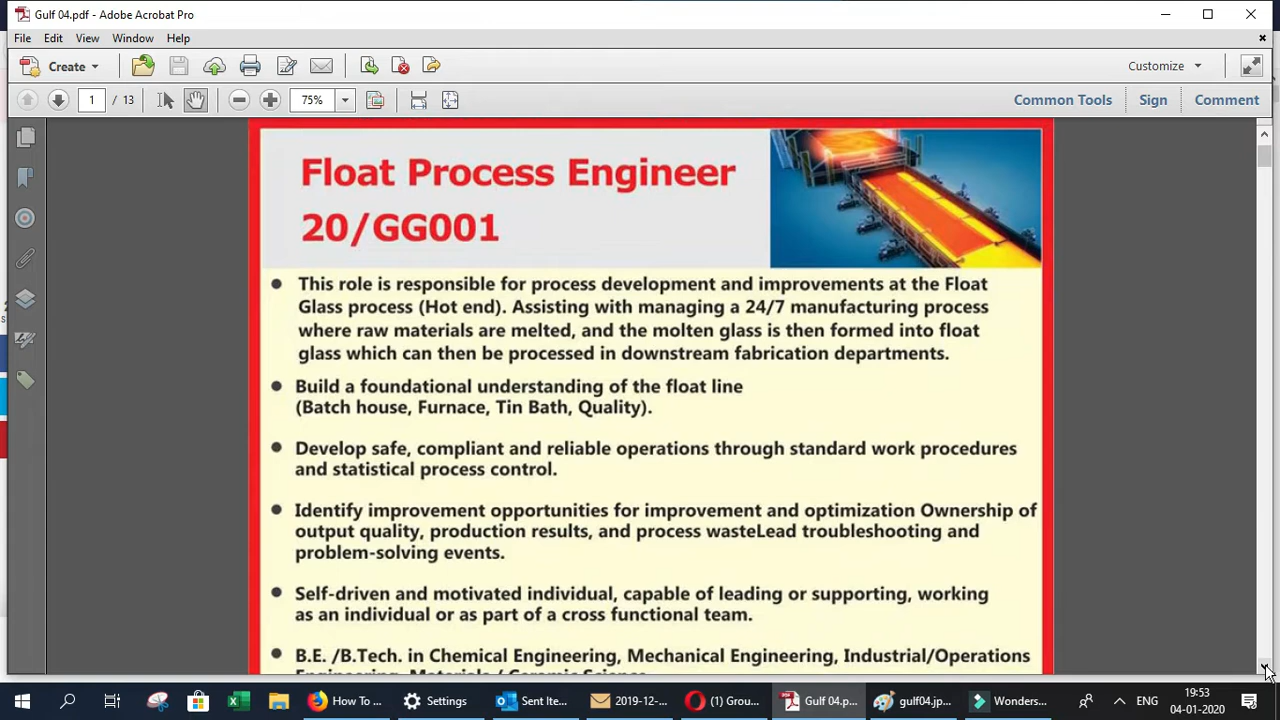 Gulf 04.pdf - Adobe Acrobat Pro
File Edit View Window Help
Create
Customize
1 / 13
75%
Common Tools
Sign
Comment
Float Process Engineer
20/GG001
This role is responsible for process development and improvements at the Float
Glass process (Hot end). Assisting with managing a 24/7 manufacturing process
where raw materials are melted, and the molten glass is then formed into float
glass which can then be processed in downstream fabrication departments.
Build a foundational understanding of the float line
(Batch house, Furnace, Tin Bath, Quality).
Develop safe, compliant and reliable operations through standard work procedures
and statistical process control.
Identify improvement opportunities for improvement and optimization Ownership of
output quality, production results, and process wasteLead troubleshooting and
problem-solving events.
Self-driven and motivated individual, capable of leading or supporting, working
as an individual or as part of a cross functional team.
B.E. /B.Tech. in Chemical Engineering, Mechanical Engineering, Industrial/Operations
Engineering, Materials / Ceramic Science
How To ...
Settings
Sent Ite...
2019-12-...
(1) Grou...
Gulf 04.p...
gulf04.jp...
Wonders...
ENG
19:53
04-01-2020